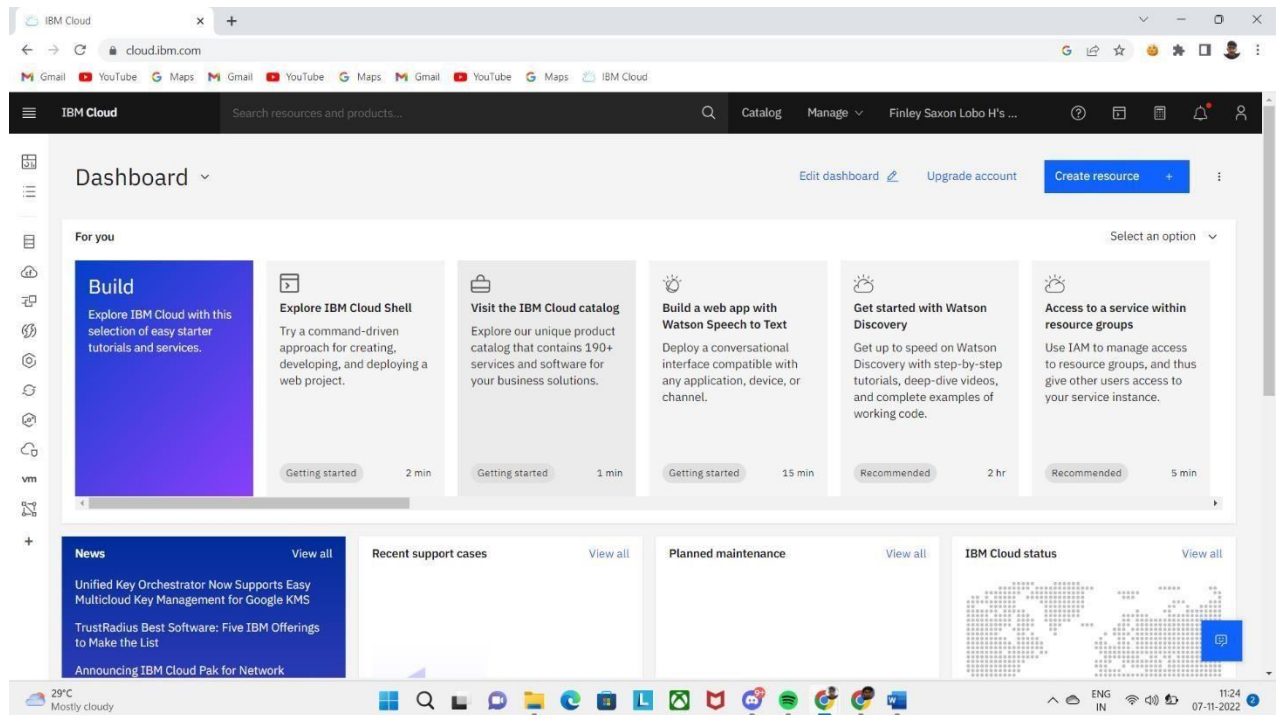 IBM Cloud
cloud.ibm.com
Gmail YouTube Maps Gmail YouTube Maps Gmail YouTube Maps IBM Cloud
IBM Cloud Search resources and products... Catalog Manage Finley Saxon Lobo H's ...
Dashboard Edit dashboard Upgrade account Create resource +
For you Select an option
Build
Explore IBM Cloud with this
selection of easy starter
tutorials and services.
Explore IBM Cloud Shell
Try a command-driven
approach for creating,
developing, and deploying a
web project.
Getting started 2 min
Visit the IBM Cloud catalog
Explore our unique product
catalog that contains 190+
services and software for
your business solutions.
Getting started 1 min
Build a web app with
Watson Speech to Text
Deploy a conversational
interface compatible with
any application, device, or
channel.
Getting started 15 min
Get started with Watson
Discovery
Get up to speed on Watson
Discovery with step-by-step
tutorials, deep-dive videos,
and complete examples of
working code.
Recommended 2 hr
Access to a service within
resource groups
Use IAM to manage access
to resource groups, and thus
give other users access to
your service instance.
Recommended 5 min
vm
News View all
Unified Key Orchestrator Now Supports Easy
Multicloud Key Management for Google KMS
TrustRadius Best Software: Five IBM Offerings
to Make the List
Announcing IBM Cloud Pak for Network
Recent support cases View all
Planned maintenance View all
IBM Cloud status View all
29°C
Mostly cloudy
ENG
IN
11:24
07-11-2022
2